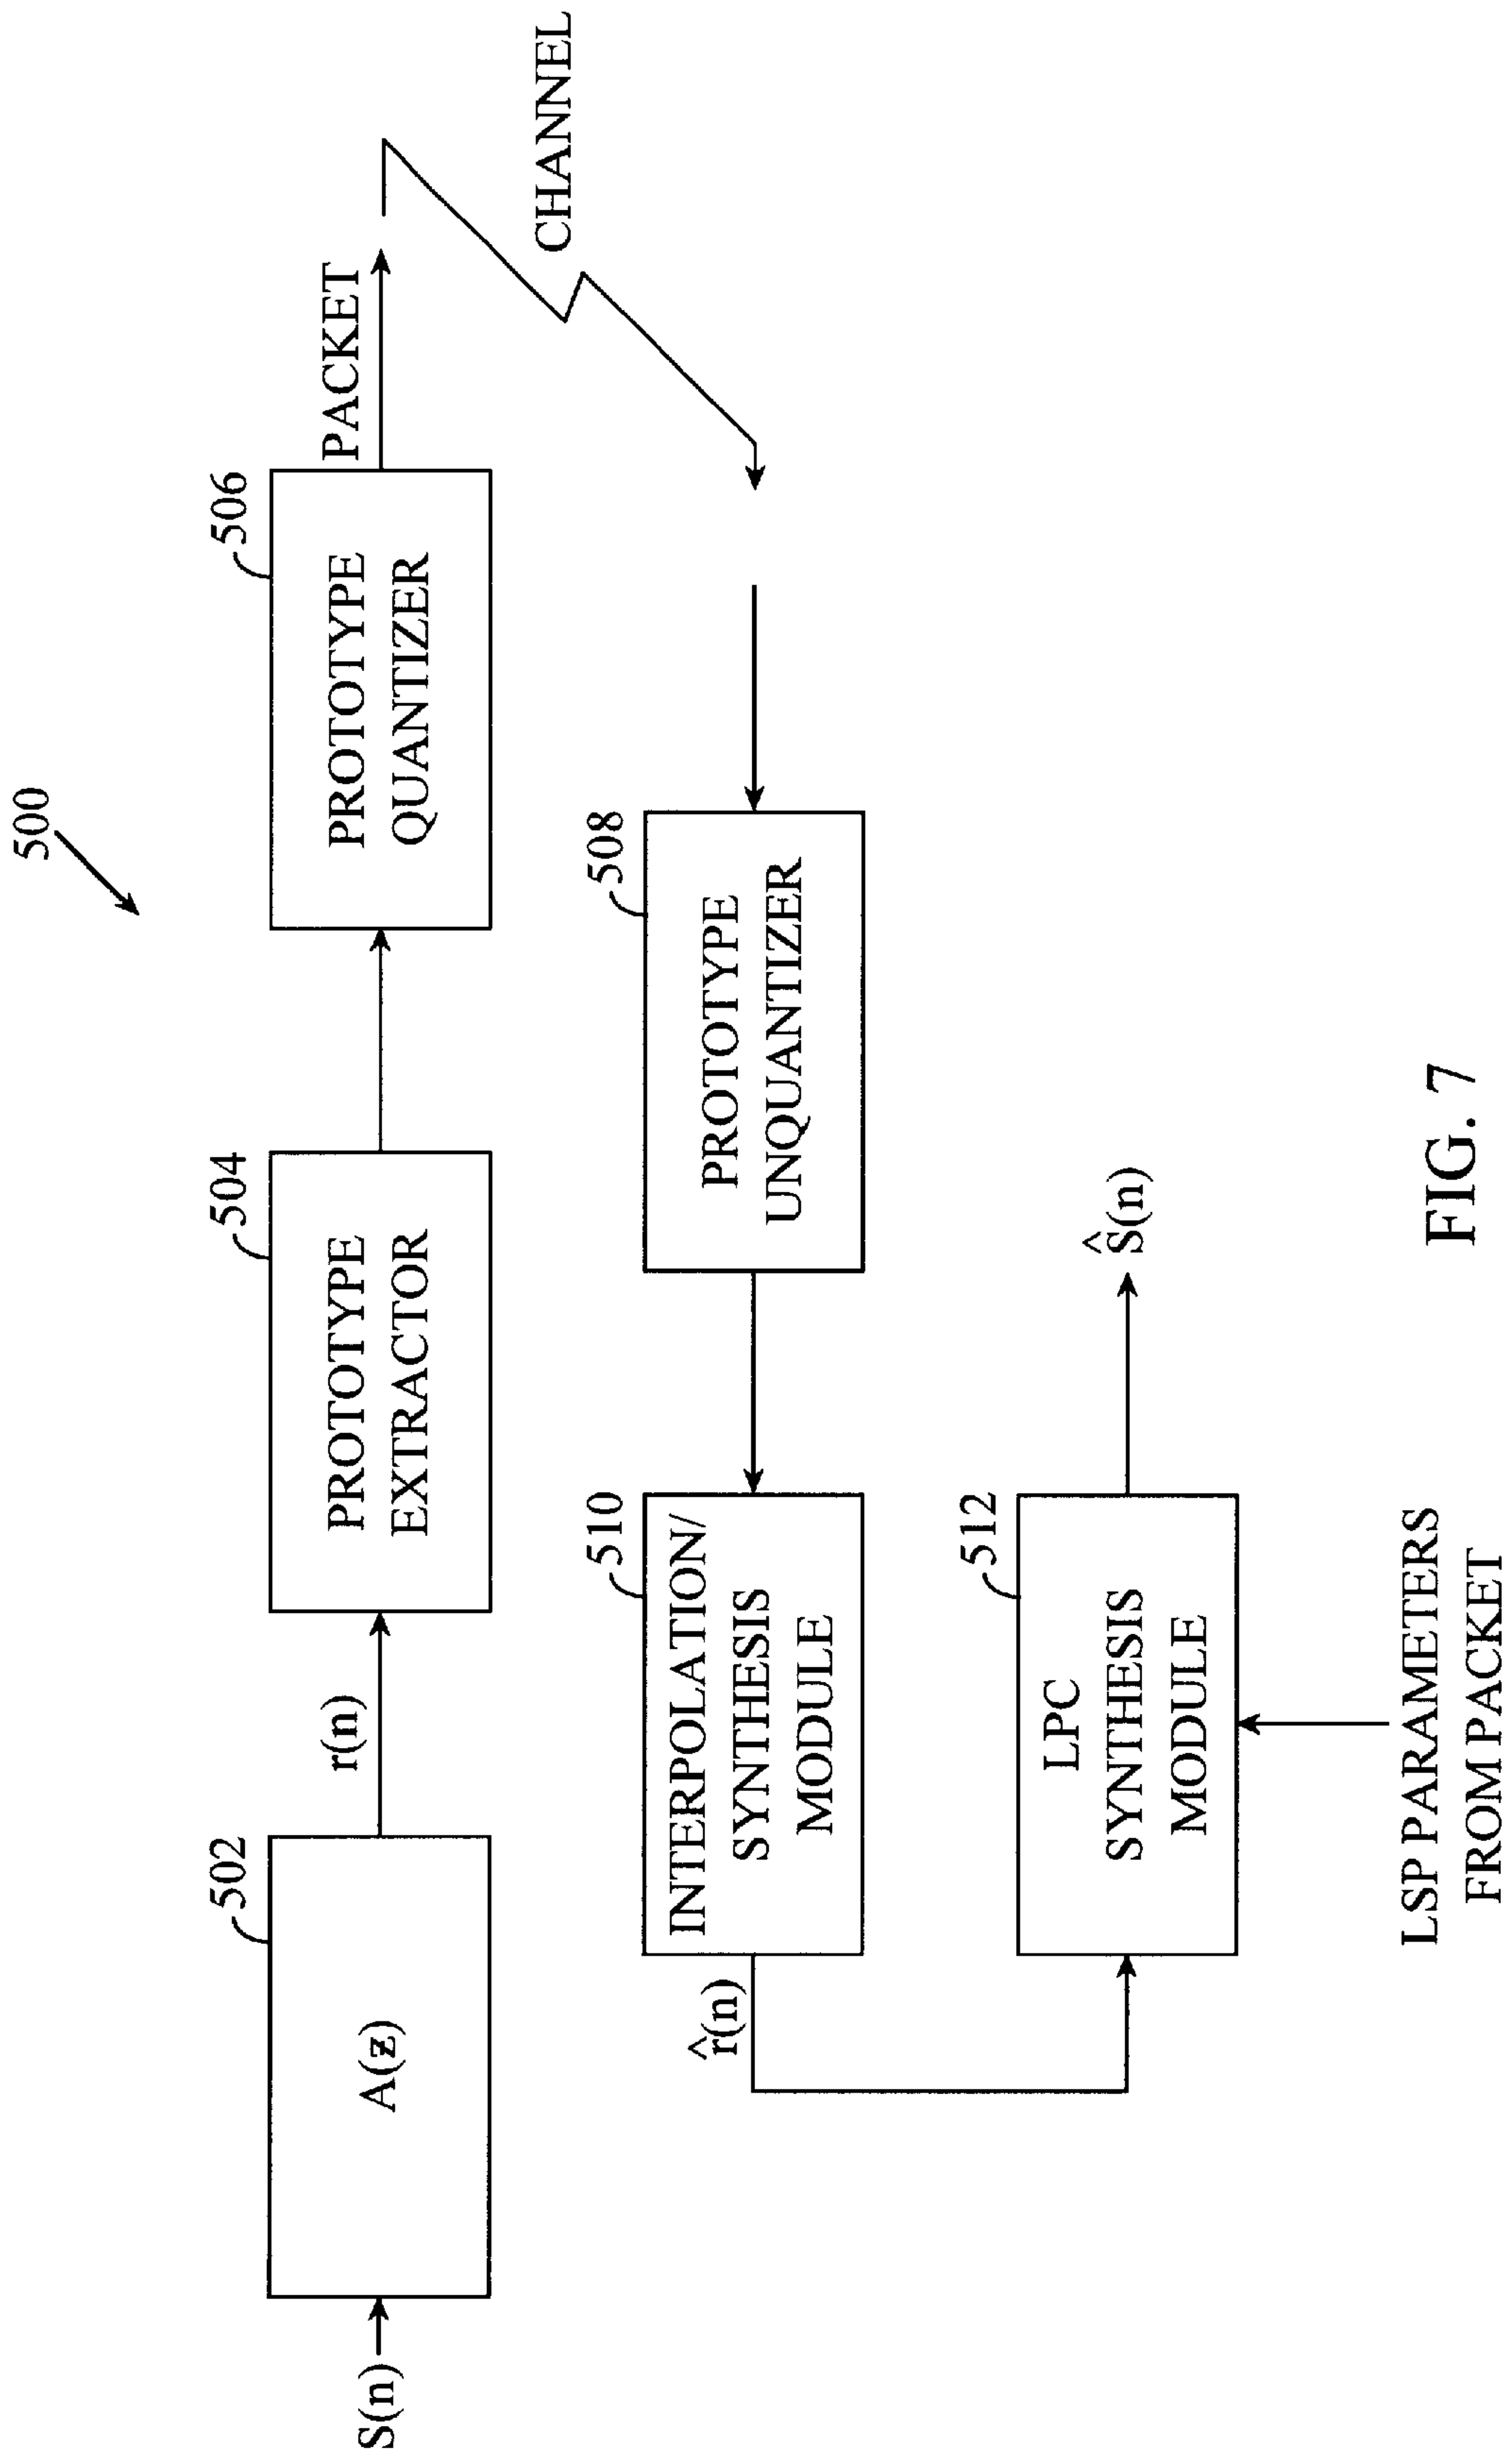 500
502
504
506
S(n)
A(z)
r(n)
PROTOTYPE
EXTRACTOR
PROTOTYPE
QUANTIZER
PACKET
CHANNEL
510
508
r̂(n)
INTERPOLATION/
SYNTHESIS
MODULE
PROTOTYPE
UNQUANTIZER
512
LPC
SYNTHESIS
MODULE
Ŝ(n)
LSP PARAMETERS
FROM PACKET
FIG. 7